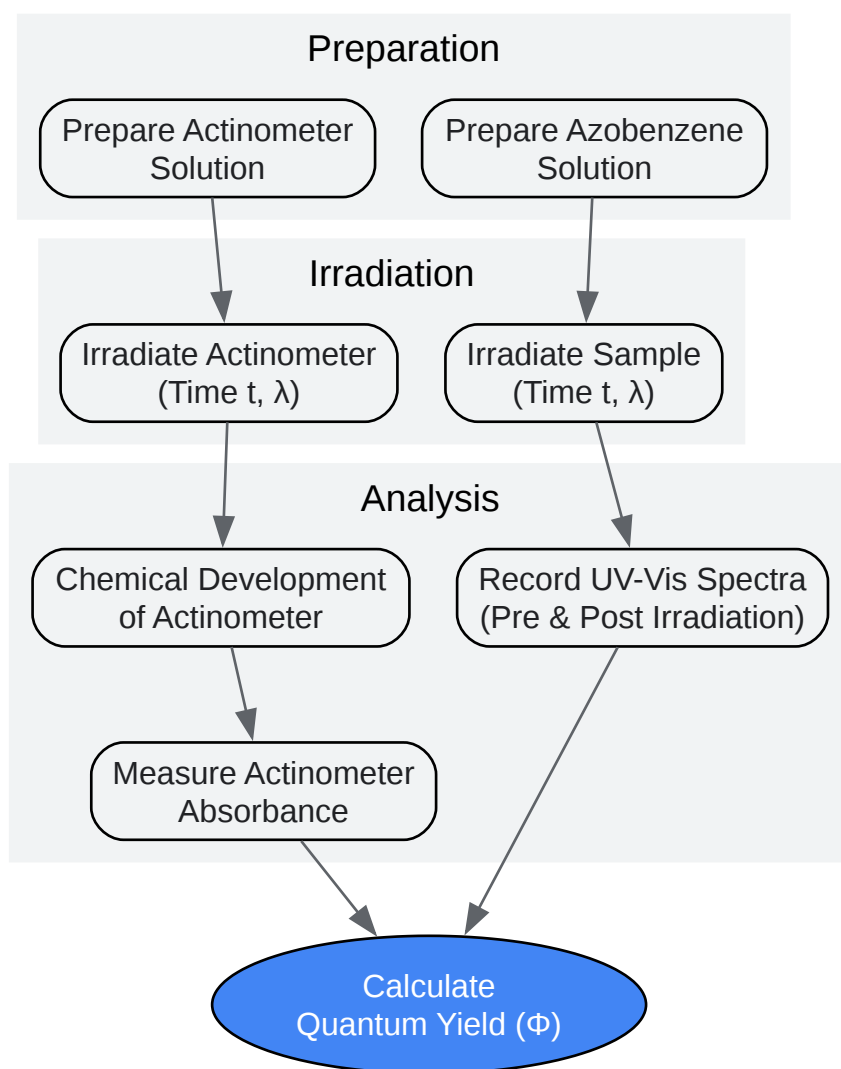 Preparation
Prepare Actinometer
Solution
Prepare Azobenzene
Solution
Irradiation
Irradiate Actinometer
(Time t, λ)
Irradiate Sample
(Time t, λ)
Analysis
Chemical Development
of Actinometer
Record UV-Vis Spectra
(Pre & Post Irradiation)
Measure Actinometer
Absorbance
Calculate
Quantum Yield (Φ)